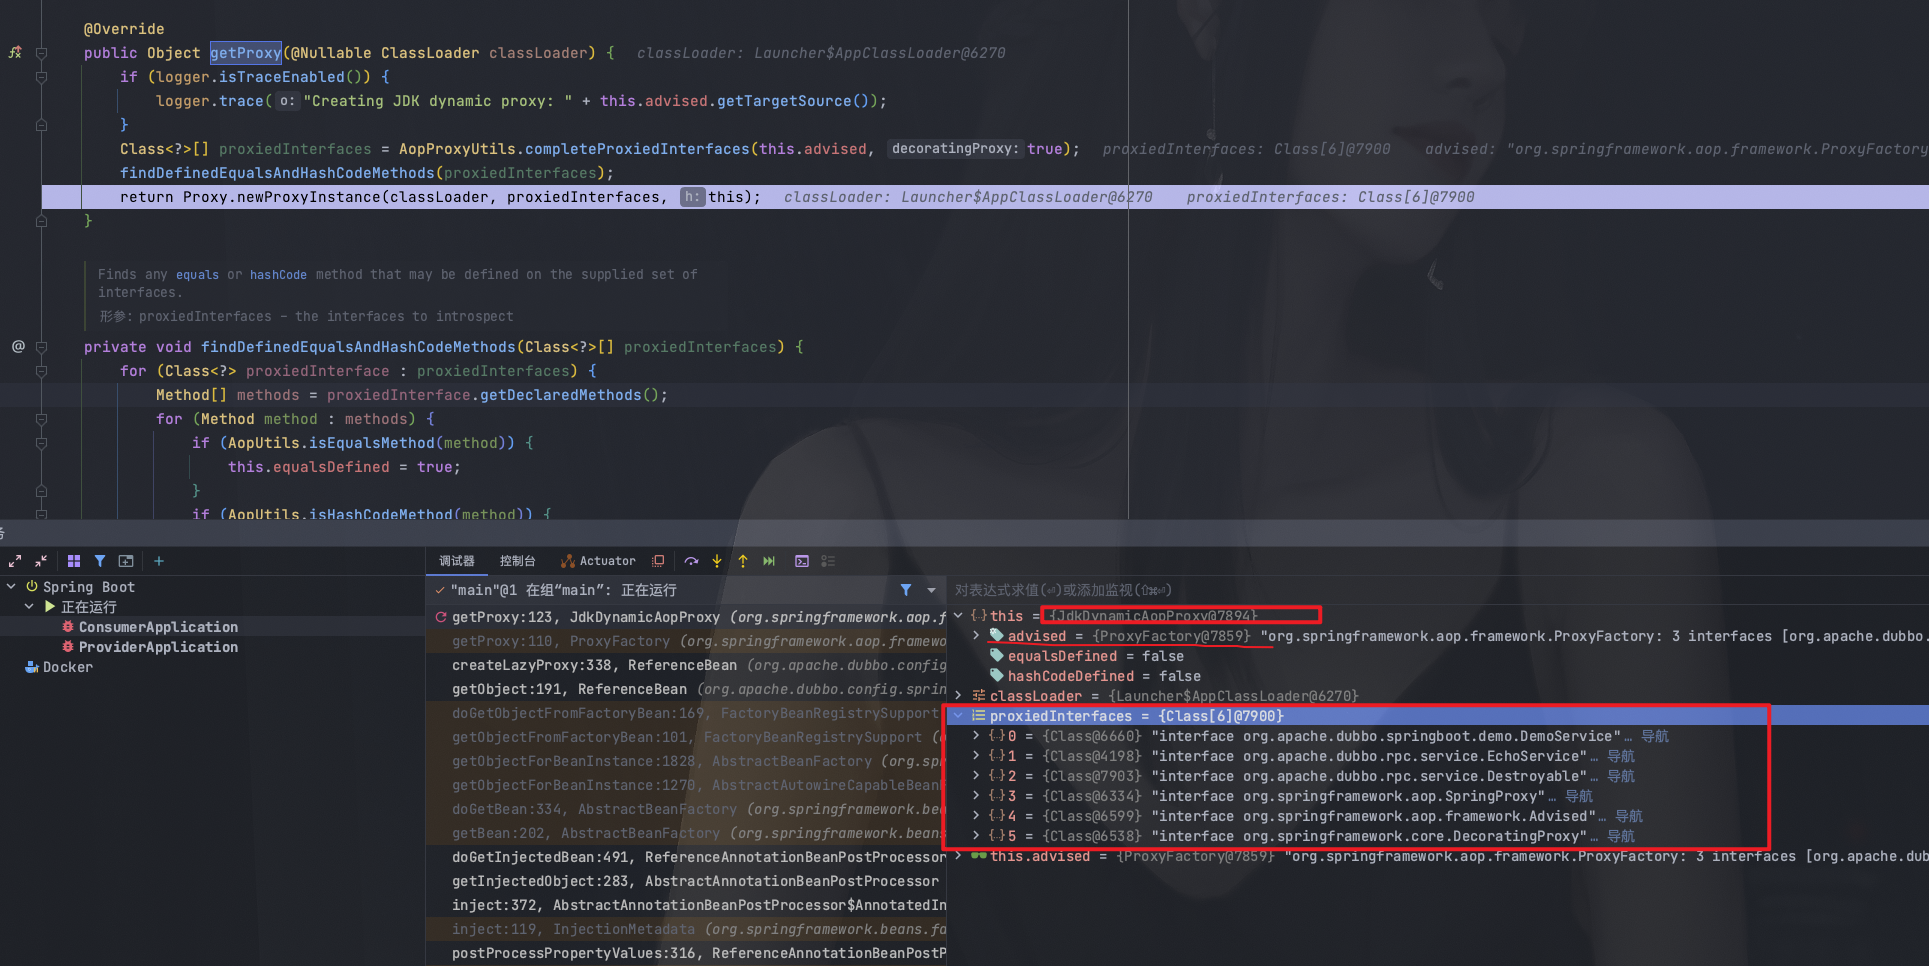 @Override
public Object getProxy(@Nullable ClassLoader classLoader) {   classLoader: Launcher$AppClassLoader@6270
if (logger.isTraceEnabled()) {
logger.trace( o: "Creating JDK dynamic proxy: " + this.advised.getTargetSource());
}
Class<?>[] proxiedInterfaces = AopProxyUtils.completeProxiedInterfaces(this.advised, decoratingProxy: true);   proxiedInterfaces: Class[6]@7900   advised: "org.springframework.aop.framework.ProxyFactory
findDefinedEqualsAndHashCodeMethods(proxiedInterfaces);
return Proxy.newProxyInstance(classLoader, proxiedInterfaces, h: this);   classLoader: Launcher$AppClassLoader@6270   proxiedInterfaces: Class[6]@7900
}
Finds any equals or hashCode method that may be defined on the supplied set of
interfaces.
形参: proxiedInterfaces – the interfaces to introspect
@
private void findDefinedEqualsAndHashCodeMethods(Class<?>[] proxiedInterfaces) {
for (Class<?> proxiedInterface : proxiedInterfaces) {
Method[] methods = proxiedInterface.getDeclaredMethods();
for (Method method : methods) {
if (AopUtils.isEqualsMethod(method)) {
this.equalsDefined = true;
}
if (AopUtils.isHashCodeMethod(method)) {
Spring Boot
正在运行
ConsumerApplication
ProviderApplication
Docker
调试器 控制台 Actuator
"main"@1 在组“main”: 正在运行
getProxy:123, JdkDynamicAopProxy (org.springframework.aop.f
getProxy:110, ProxyFactory (org.springframework.aop.framewo
createLazyProxy:338, ReferenceBean (org.apache.dubbo.config
getObject:191, ReferenceBean (org.apache.dubbo.config.sprin
doGetObjectFromFactoryBean:169, FactoryBeanRegistrySupport
getObjectFromFactoryBean:101, FactoryBeanRegistrySupport (o
getObjectForBeanInstance:1828, AbstractBeanFactory (org.spr
getObjectForBeanInstance:1270, AbstractAutowireCapableBeanF
doGetBean:334, AbstractBeanFactory (org.springframework.bea
getBean:202, AbstractBeanFactory (org.springframework.beans
doGetInjectedBean:491, ReferenceAnnotationBeanPostProcessor
getInjectedObject:283, AbstractAnnotationBeanPostProcessor
inject:372, AbstractAnnotationBeanPostProcessor$AnnotatedIn
inject:119, InjectionMetadata (org.springframework.beans.fa
postProcessPropertyValues:316, ReferenceAnnotationBeanPostP
对表达式求值(⏎)或添加监视(⇧⌘⏎)
this = {JdkDynamicAopProxy@7894}
advised = {ProxyFactory@7859} "org.springframework.aop.framework.ProxyFactory: 3 interfaces [org.apache.dubbo.
equalsDefined = false
hashCodeDefined = false
classLoader = {Launcher$AppClassLoader@6270}
proxiedInterfaces = {Class[6]@7900}
0 = {Class@6660} "interface org.apache.dubbo.springboot.demo.DemoService"… 导航
1 = {Class@4198} "interface org.apache.dubbo.rpc.service.EchoService"… 导航
2 = {Class@7903} "interface org.apache.dubbo.rpc.service.Destroyable"… 导航
3 = {Class@6334} "interface org.springframework.aop.SpringProxy"… 导航
4 = {Class@6599} "interface org.springframework.aop.framework.Advised"… 导航
5 = {Class@6538} "interface org.springframework.core.DecoratingProxy"… 导航
this.advised = {ProxyFactory@7859} "org.springframework.aop.framework.ProxyFactory: 3 interfaces [org.apache.dub